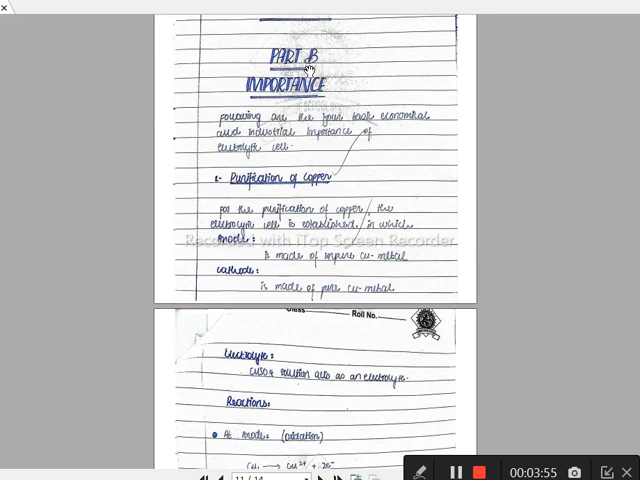 PART B
IMPORTANCE
following are the four basic economical
and industrial importance of
electrolytic cell.
1- Purification of copper
For the purification of copper, the
electrolytic cell is established, in which
Anode:
Recorded with iTop Screen Recorder
is made of impure Cu-metal
Cathode:
is made of pure Cu-metal
Class
Roll No.
Electrolyte:
CuSO4 solution acts as an electrolyte.
Reactions:
At Anode: (oxidation)
Cu → Cu2+ + 2e-
11 / 14
00:03:55